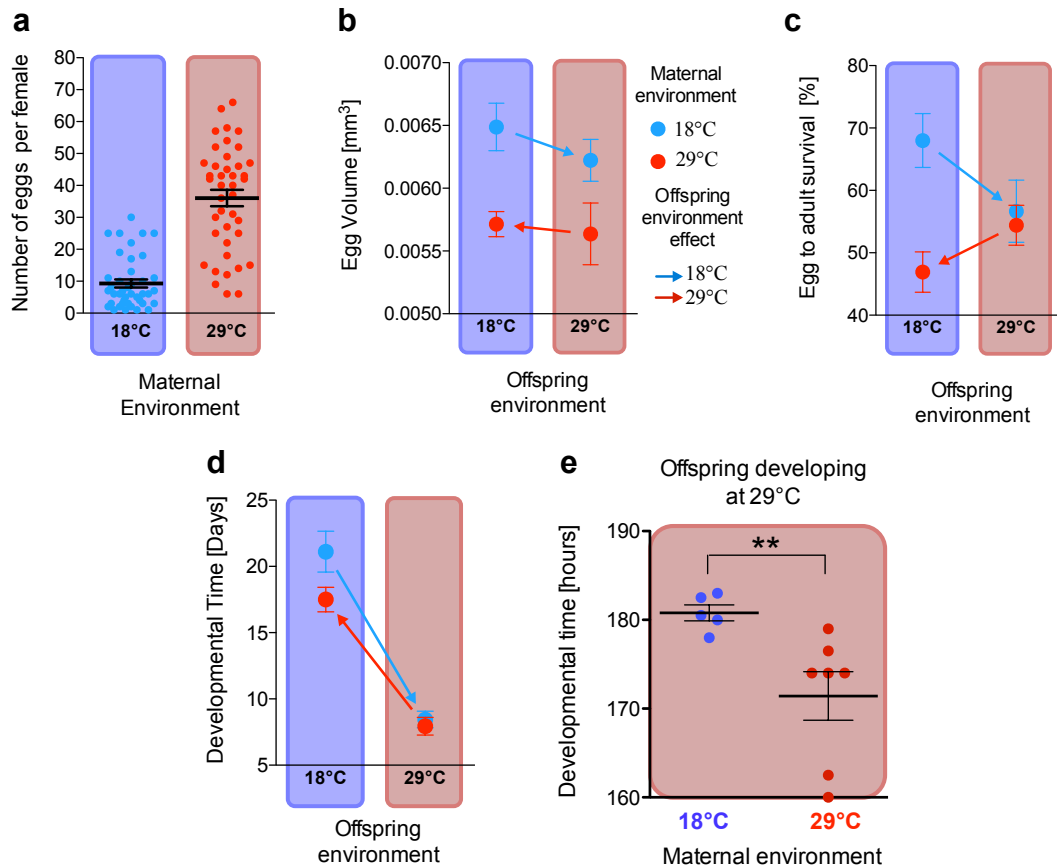 a
Number of eggs per female
80
70
60
50
40
30
20
10
0
18°C
29°C
Maternal
Environment
b
Egg Volume [mm³]
0.0070
0.0065
0.0060
0.0055
0.0050
18°C
29°C
Offspring
environment
Maternal
environment
18°C
29°C
Offspring
environment
effect
18°C
29°C
c
Egg to adult survival [%]
80
70
60
50
40
18°C
29°C
Offspring
environment
d
Developmental Time [Days]
25
20
15
10
5
18°C
29°C
Offspring
environment
e
Offspring developing
at 29°C
Developmental time [hours]
190
180
170
160
**
18°C
29°C
Maternal environment